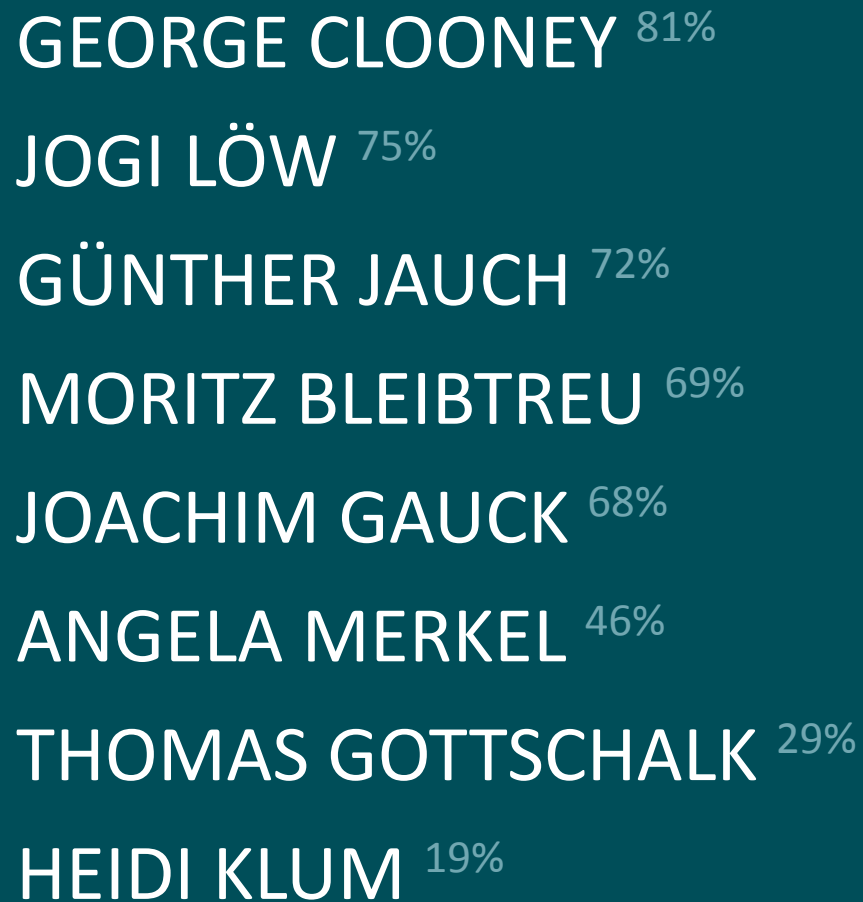 GEORGE CLOONEY 81%
JOGI LÖW 75%
GÜNTHER JAUCH 72%
MORITZ BLEIBTREU 69%
JOACHIM GAUCK 68%
ANGELA MERKEL 46%
THOMAS GOTTSCHALK 29%
HEIDI KLUM 19%